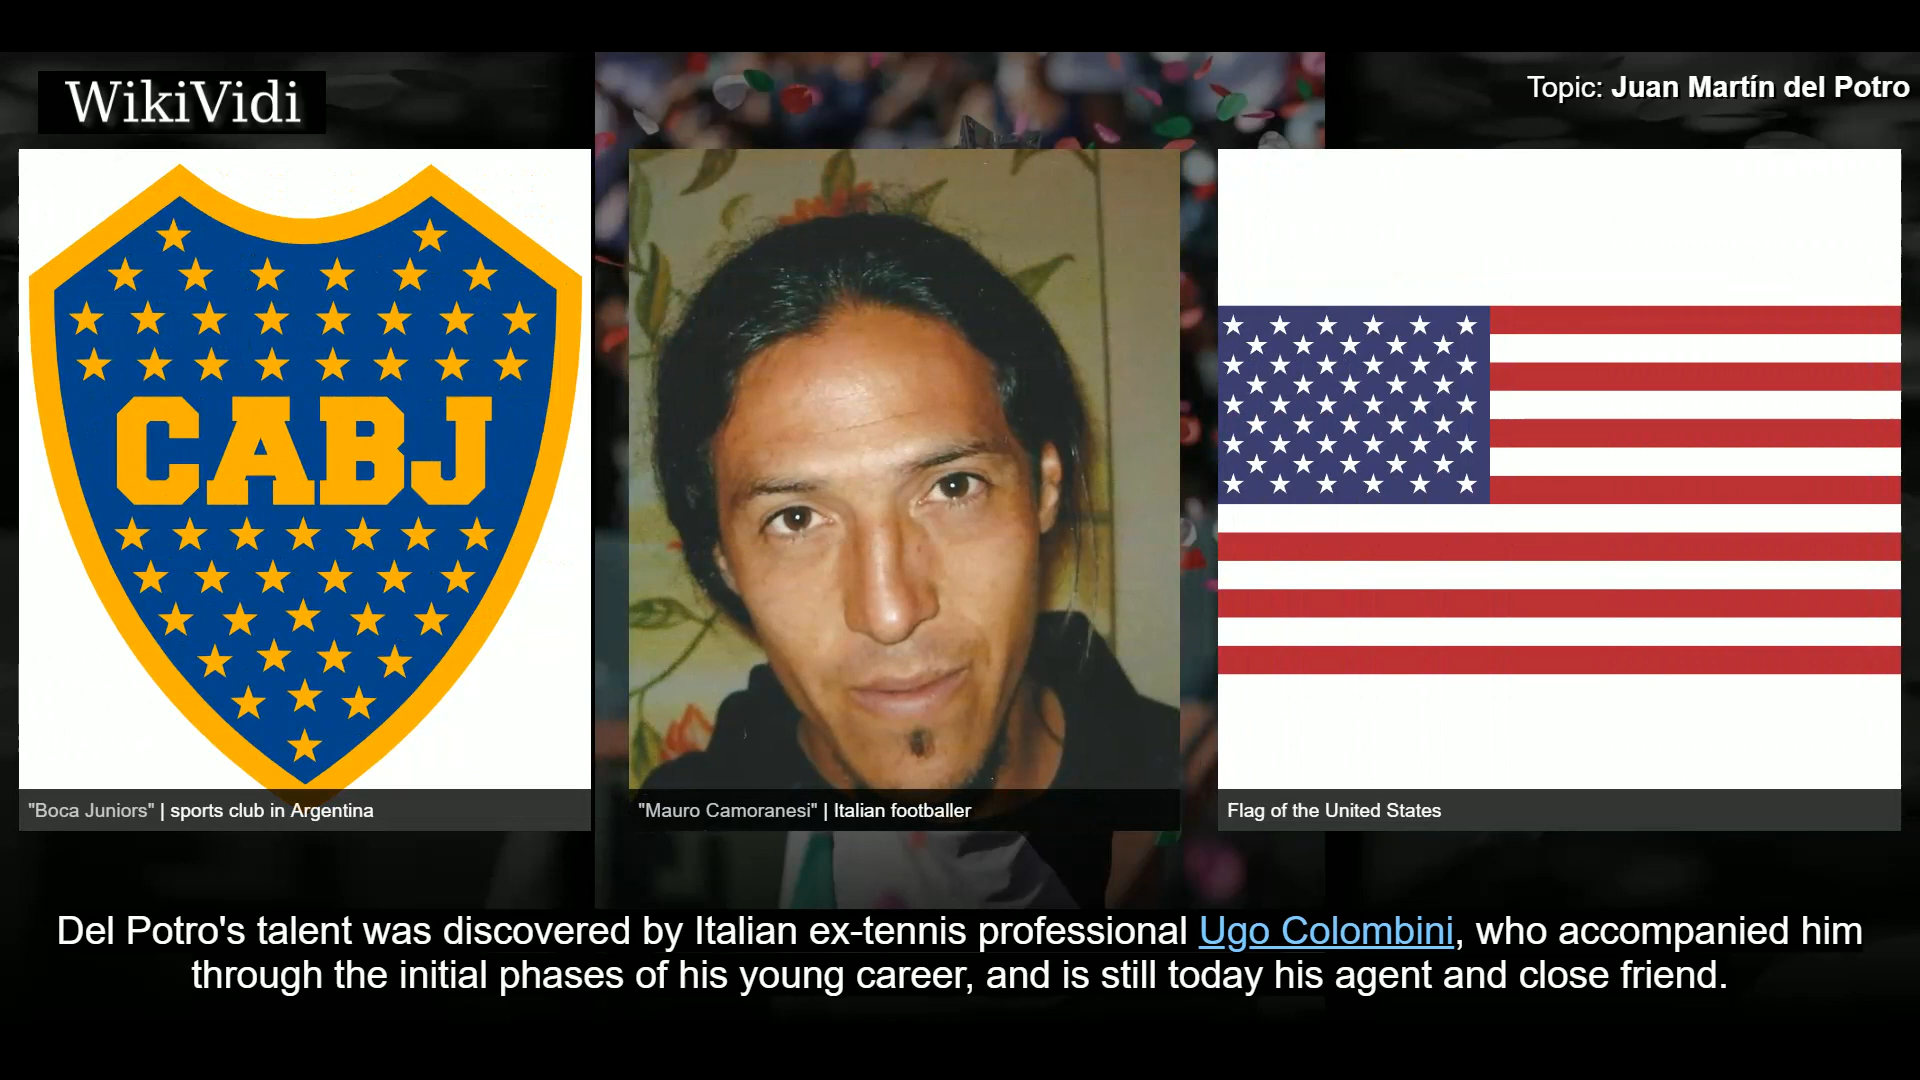 WikiVidi
Topic: Juan Martín del Potro
CABJ
"Boca Juniors" | sports club in Argentina
"Mauro Camoranesi" | Italian footballer
Flag of the United States
Del Potro's talent was discovered by Italian ex-tennis professional Ugo Colombini, who accompanied him
through the initial phases of his young career, and is still today his agent and close friend.